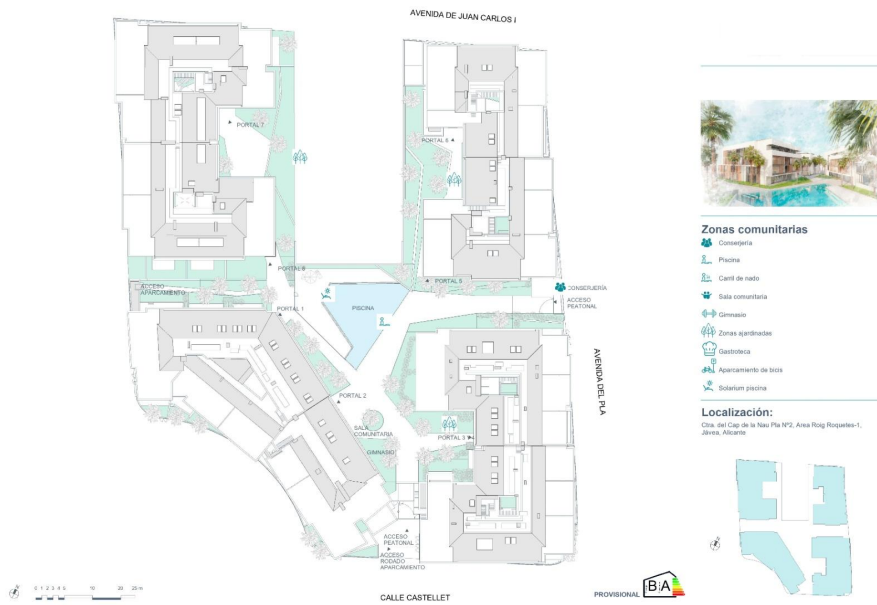 AVENIDA DE JUAN CARLOS I
PORTAL 7
PORTAL 6
PORTAL 8
ACCESO
APARCAMIENTO
PORTAL 5
CONSERJERÍA
ACCESO
PEATONAL
PORTAL 1
PISCINA
AVENIDA DEL PLA
PORTAL 2
SALA
COMUNITARIA
PORTAL 3
GIMNASIO
ACCESO
PEATONAL
ACCESO
RODADO
APARCAMIENTO
CALLE CASTELLET
0 1 2 3 4 5 10 20 25 m
PROVISIONAL
B A
Zonas comunitarias
Conserjería
Piscina
Carril de nado
Sala comunitaria
Gimnasio
Zonas ajardinadas
Gastroteca
Aparcamiento de bicis
Solarium piscina
Localización:
Ctra. del Cap de la Nau Pla Nº2, Area Roig Roquetes-1,
Jávea, Alicante